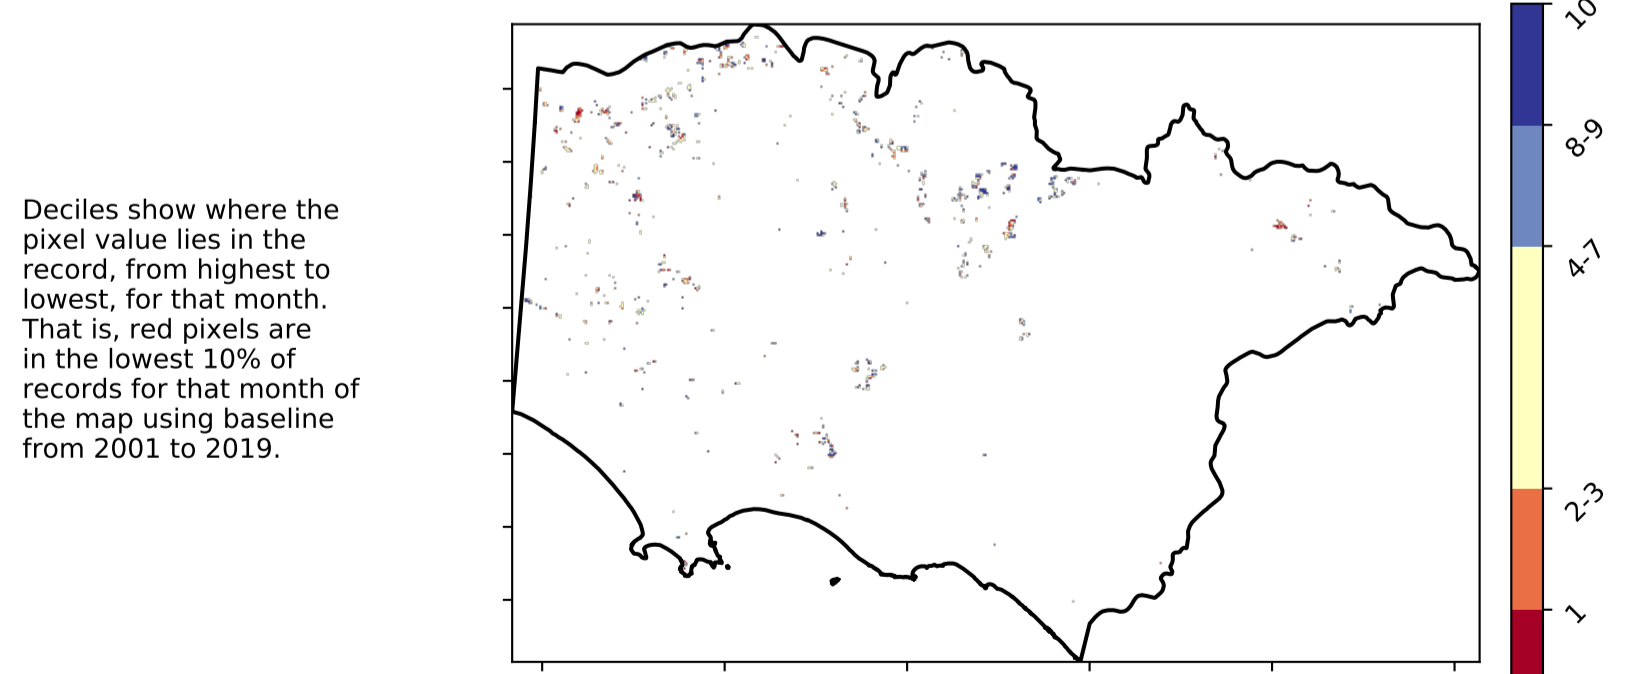 Deciles show where the
pixel value lies in the
record, from highest to
lowest, for that month.
That is, red pixels are
in the lowest 10% of
records for that month of
the map using baseline
from 2001 to 2019.
10
8-9
4-7
2-3
1